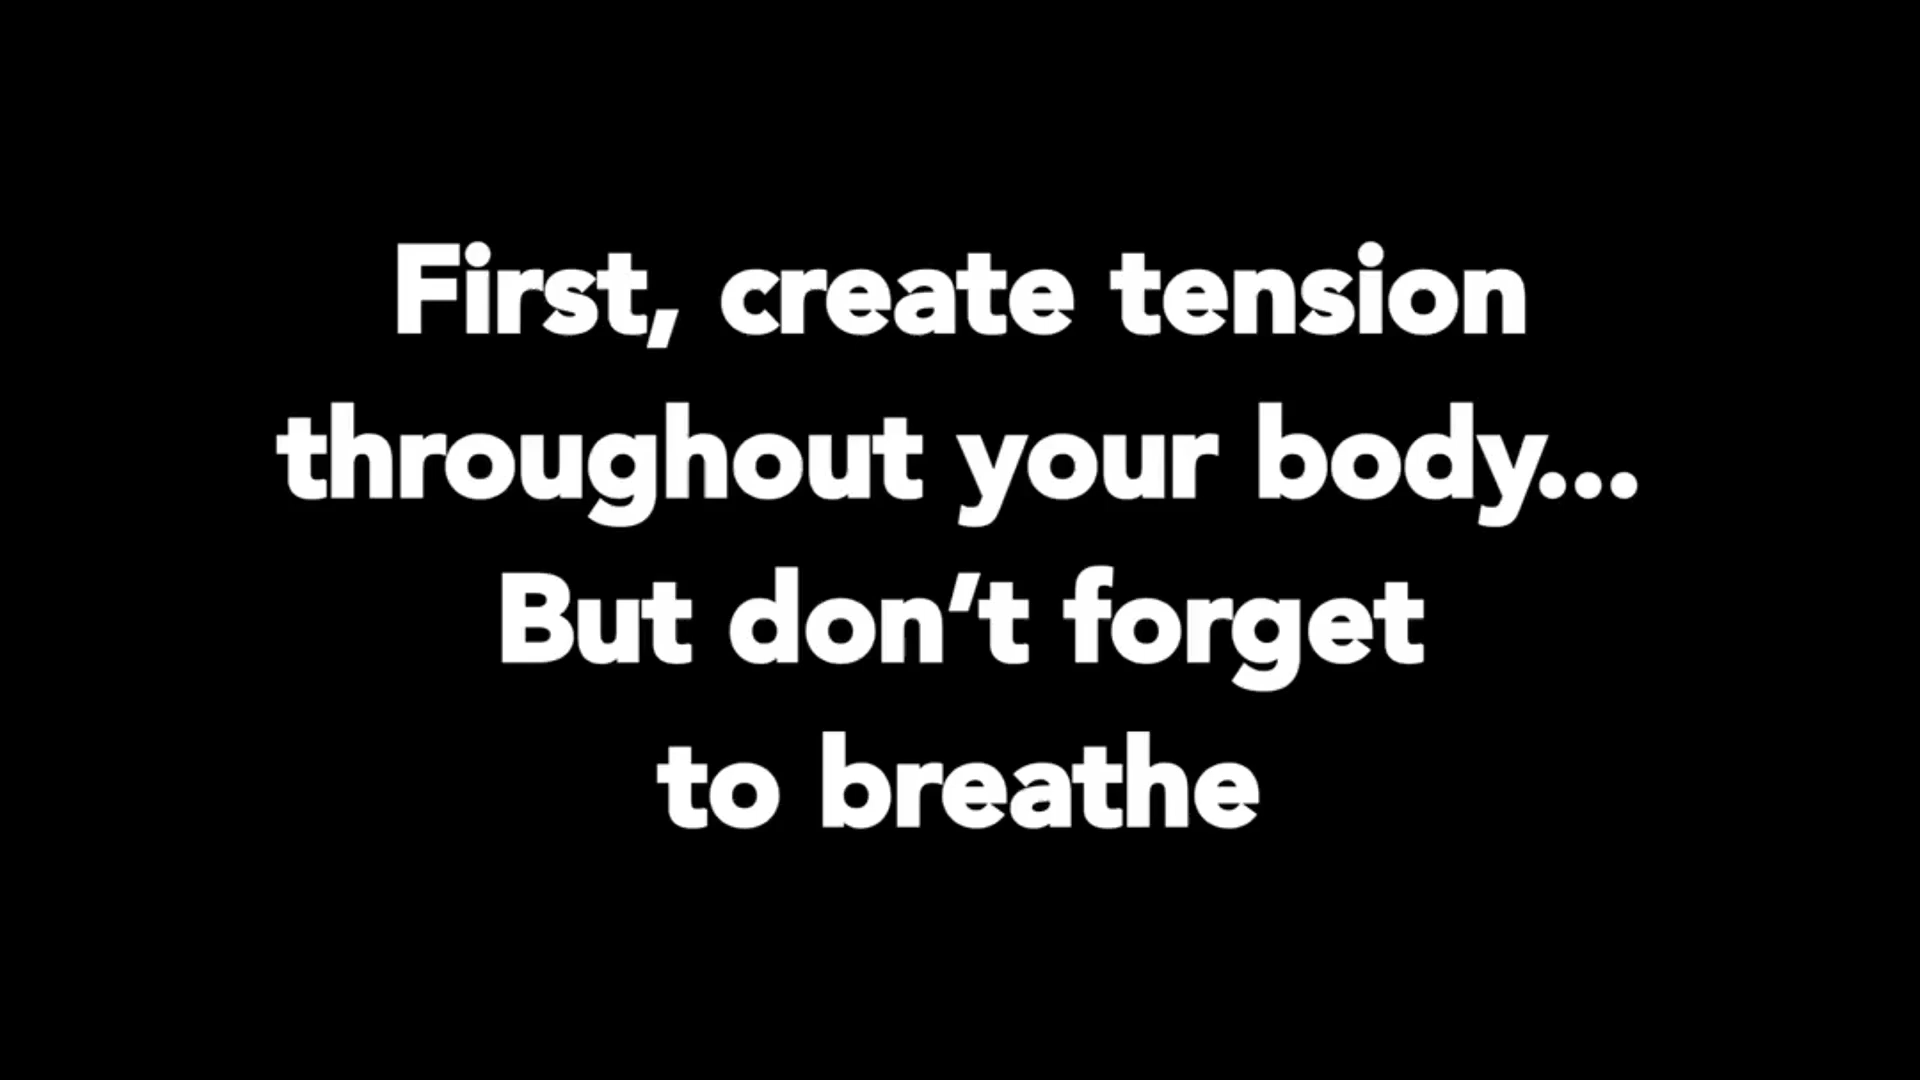 First, create tension
throughout your body...
But don’t forget
to breathe